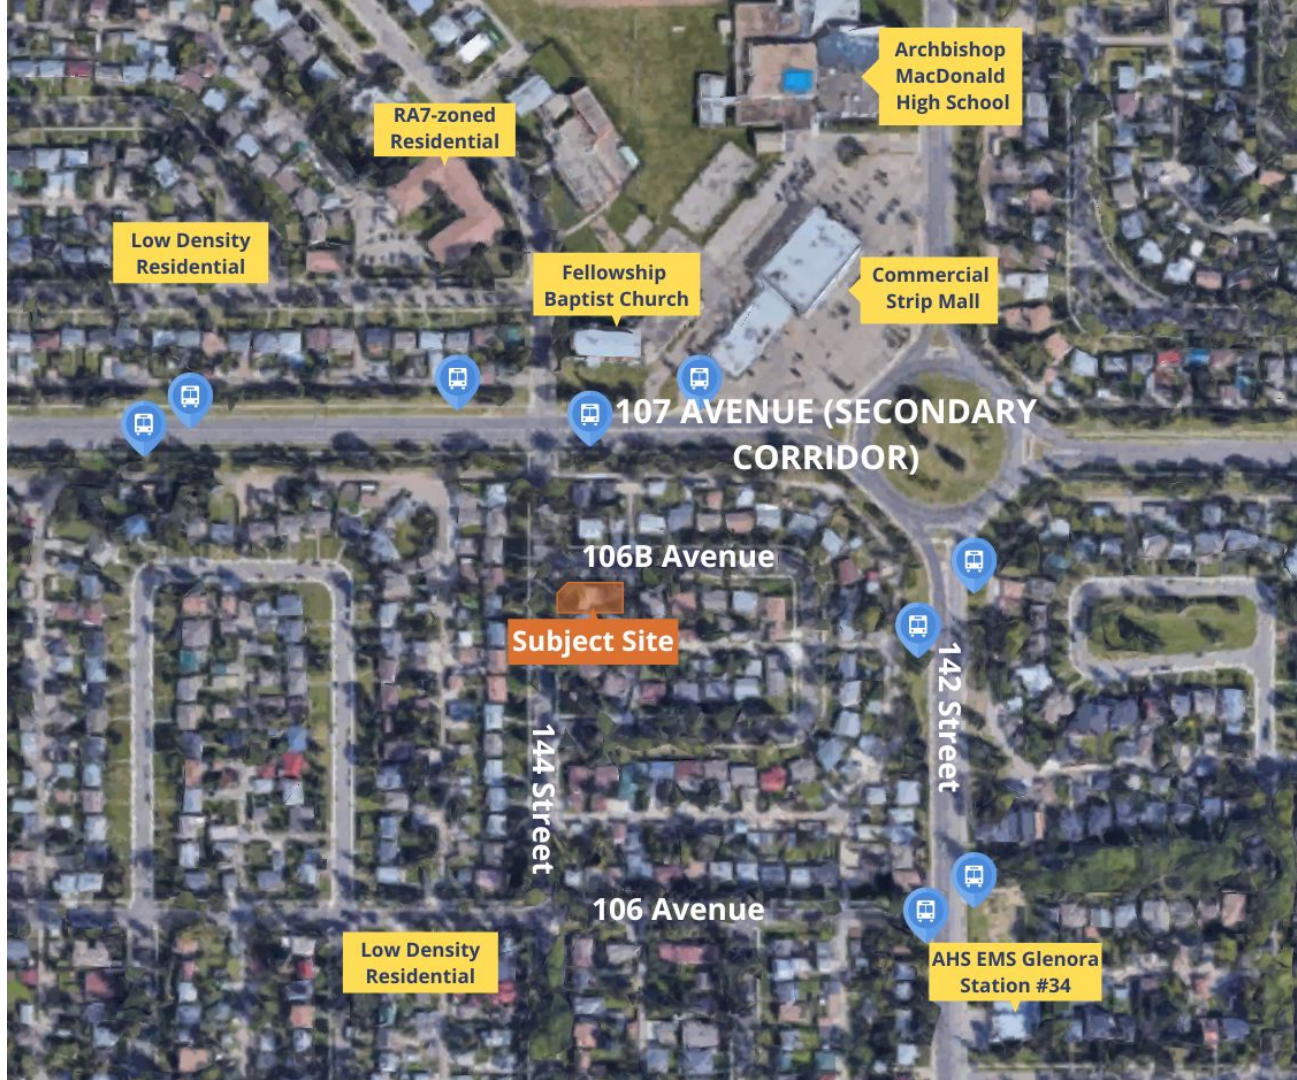 Archbishop
MacDonald
High School
RA7-zoned
Residential
Low Density
Residential
Fellowship
Baptist Church
Commercial
Strip Mall
107 AVENUE (SECONDARY
CORRIDOR)
106B Avenue
Subject Site
142 Street
144 Street
106 Avenue
Low Density
Residential
AHS EMS Glenora
Station #34